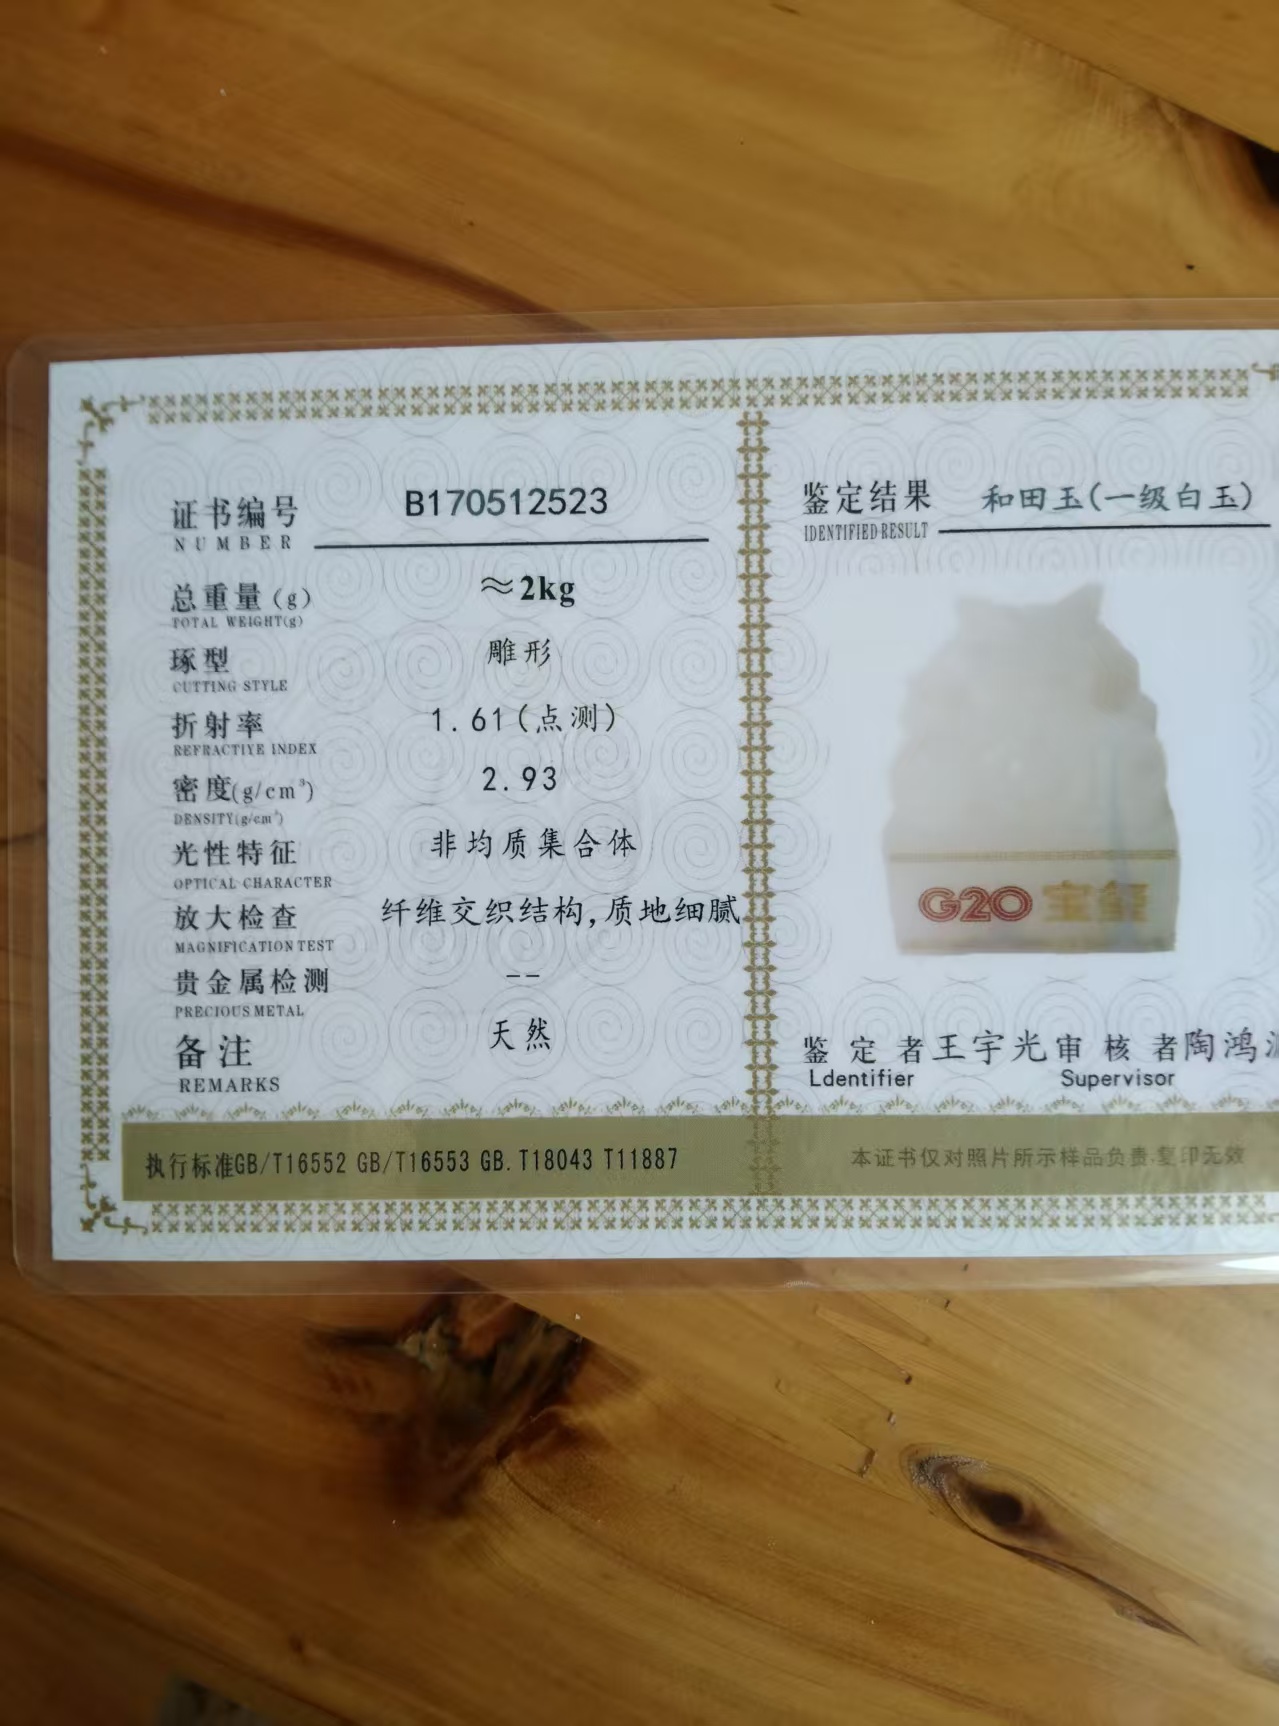 证书编号 B170512523
NUMBER
总重量(g) ≈2kg
TOTAL WEIGHT(g)
琢型 雕形
CUTTING STYLE
折射率 1.61(点测)
REFRACTIYE INDEX
密度(g/cm³) 2.93
DENSITY(g/cm³)
光性特征 非均质集合体
OPTICAL CHARACTER
放大检查 纤维交织结构,质地细腻
MAGNIFICATION TEST
贵金属检测 --
PRECIOUS METAL
备注 天然
REMARKS
鉴定结果 和田玉(一级白玉)
IDENTIFIED RESULT
G20 宝玺
鉴定者王宇光审核者陶鸿
Ldentifier Supervisor
执行标准GB/T16552 GB/T16553 GB.T18043 T11887
本证书仅对照片所示样品负责.复印无效